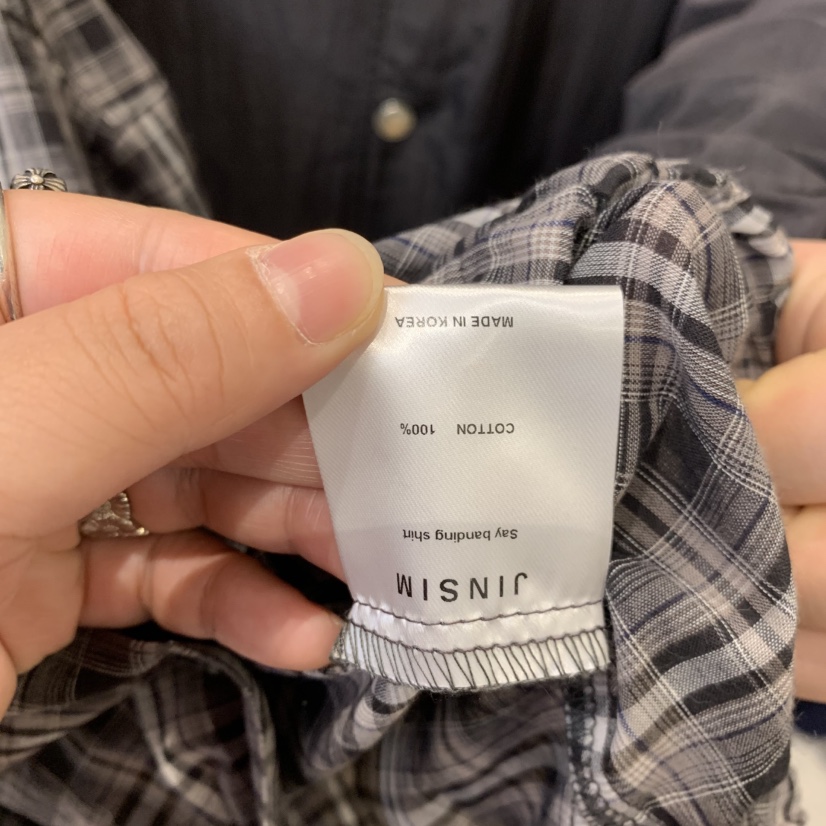 JINSIM
Say banding shirt
COTTON 100%
MADE IN KOREA